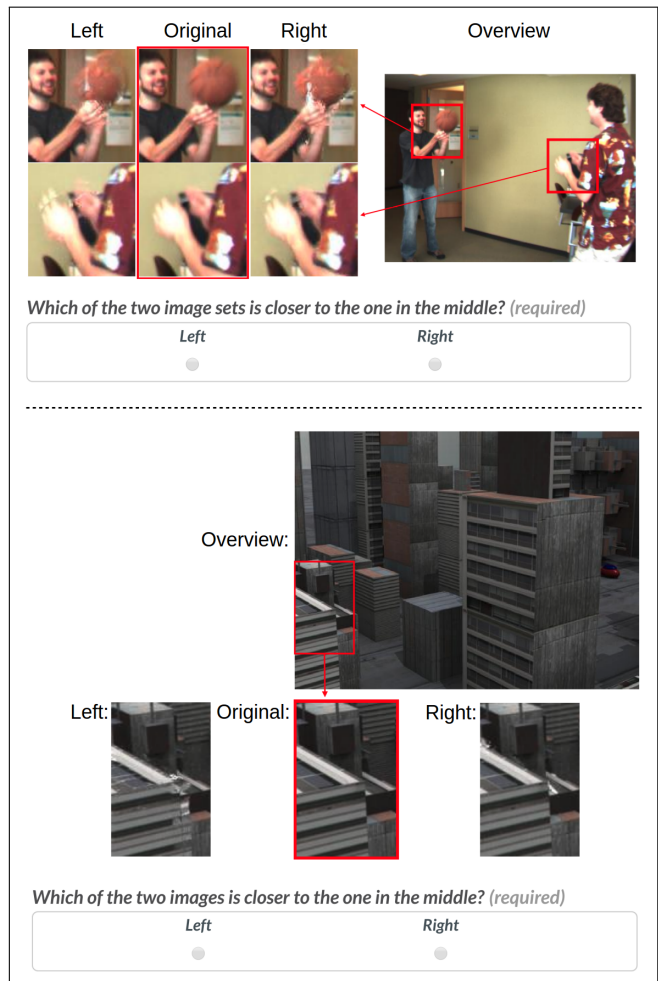 Left Original Right Overview
Which of the two image sets is closer to the one in the middle? (required)
Left Right
Overview:
Left: Original: Right:
Which of the two images is closer to the one in the middle? (required)
Left Right